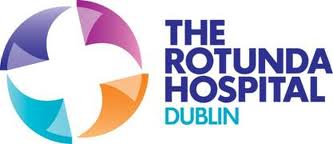 THE
ROTUNDA
HOSPITAL
DUBLIN